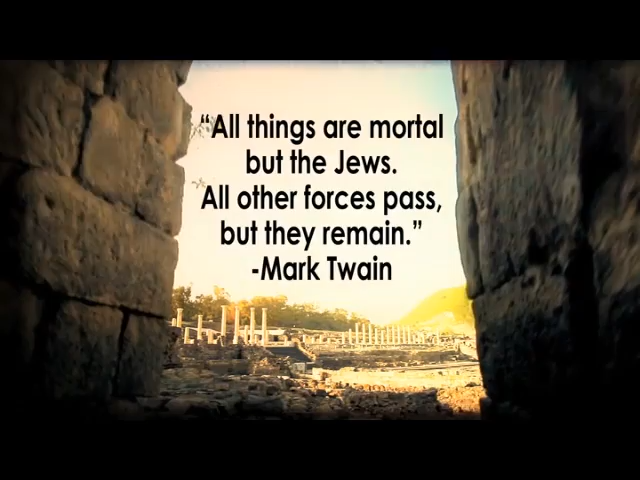 “All things are mortal
but the Jews.
All other forces pass,
but they remain.”
-Mark Twain